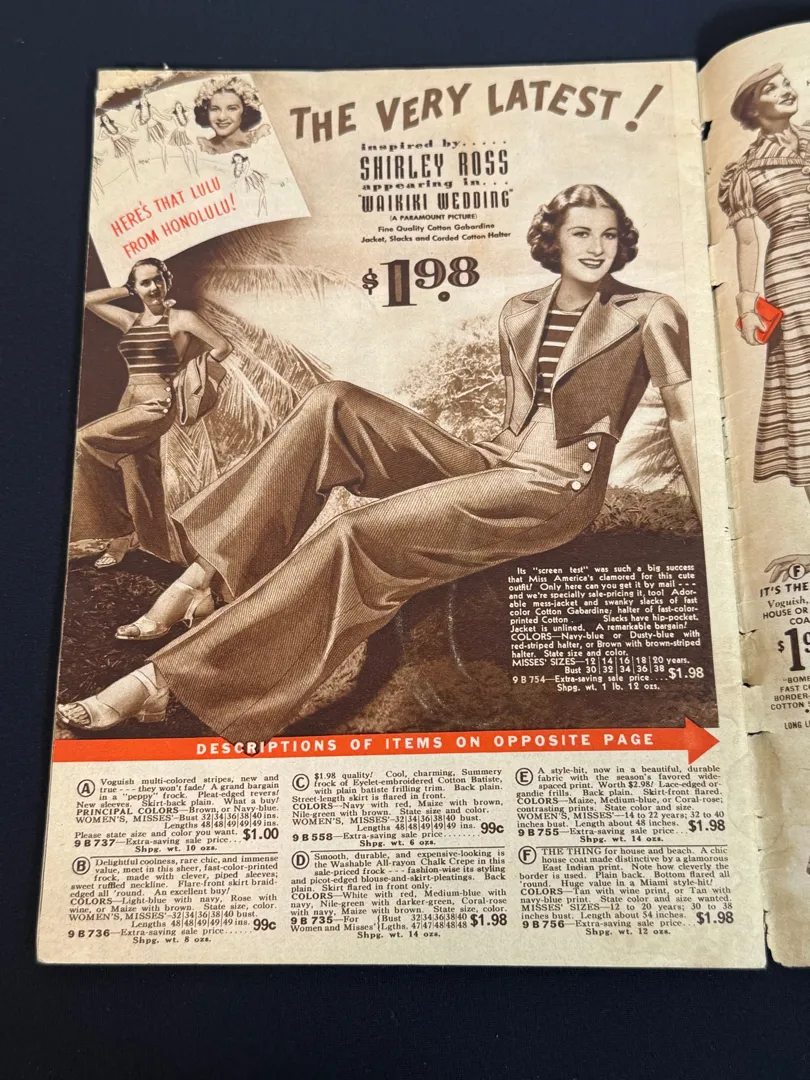 HERE'S THAT LULU
FROM HONOLULU!
THE VERY LATEST!
inspired by.....
SHIRLEY ROSS
appearing in...
"WAIKIKI WEDDING"
(A PARAMOUNT PICTURE)
Fine Quality Cotton Gabardine
Jacket, Slacks and Corded Cotton Halter
$1.98
Its "screen test" was such a big success
that Miss America's clamored for this cute
outfit! Only here can you get it by mail ---
and we're specially sale-pricing it, too! Ador-
able mess-jacket and swanky slacks of fast
color Cotton Gabardine; halter of fast-color-
printed Cotton. Slacks have hip-pocket.
Jacket is unlined. A remarkable bargain!
COLORS—Navy-blue or Dusty-blue with
red-striped halter, or Brown with brown-striped
halter. State size and color.
MISSES' SIZES—12|14|16|18|20 years.
Bust 30|32|34|36|38
9 B 754—Extra-saving sale price....$1.98
Shpg. wt. 1 lb. 12 ozs.
DESCRIPTIONS OF ITEMS ON OPPOSITE PAGE
A Voguish multi-colored stripes, new and
true --- they won't fade! A grand bargain
in a "peppy" frock. Pleat-edged revers!
New sleeves. Skirt-back plain. What a buy!
PRINCIPAL COLORS—Brown, or Navy-blue.
WOMEN'S, MISSES'—Bust 32|34|36|38|40 ins.
Lengths 48|48|49|49|49 ins.
Please state size and color you want. $1.00
9 B 737—Extra-saving sale price...
Shpg. wt. 10 ozs.
B Delightful coolness, rare chic, and immense
value, meet in this sheer, fast-color-printed
frock, made with clever, piped sleeves;
sweet ruffled neckline. Flare-front skirt braid-
edged all 'round. An excellent buy!
COLORS—Light-blue with navy, Rose with
wine, or Maize with brown. State size, color.
WOMEN'S, MISSES'—32|34|36|38|40 bust.
Lengths 48|48|49|49|49 ins. 99c
9 B 736—Extra-saving sale price......
Shpg. wt. 8 ozs.
C $1.98 quality! Cool, charming, Summery
frock of Eyelet-embroidered Cotton Batiste,
with plain batiste frilling trim. Back plain.
Street-length skirt is flared in front.
COLORS—Navy with red, Maize with brown,
Nile-green with brown. State size and color.
WOMEN'S, MISSES'—32|34|36|38|40 bust.
Lengths 48|48|49|49|49 ins. 99c
9 B 558—Extra-saving sale price........
Shpg. wt. 6 ozs.
D Smooth, durable, and expensive-looking is
the Washable All-rayon Chalk Crepe in this
sale-priced frock --- fashion-wise its styling
and picot-edged blouse-and-skirt-pleatings. Back
plain. Skirt flared in front only.
COLORS—White with red, Medium-blue with
navy, Nile-green with darker-green, Coral-rose
with navy, Maize with brown. State size.
9 B 735—For Bust 32|34|36|38|40 $1.98
Women and Misses' Lgths. 47|47|48|48|48
Shpg. wt. 14 ozs.
E A style-hit, now in a beautiful, durable
fabric with the season's favored wide-
spaced print. Worth $2.98! Lace-edged or-
gandie frills. Back plain. Skirt-front flared.
COLORS—Maize, Medium-blue, or Coral-rose;
contrasting prints. State color and size.
WOMEN'S, MISSES'—14 to 22 years; 32 to 40
inches bust. Length about 48 inches. $1.98
9 B 755—Extra-saving sale price...
Shpg. wt. 14 ozs.
F THE THING for house and beach. A chic
house coat made distinctive by a glamorous
East Indian print. Note how cleverly the
border is used. Plain back. Bottom flared all
'round. Huge value in a Miami style-hit!
COLORS—Tan with wine print, or Tan with
navy-blue print. State color and size wanted.
MISSES' SIZES—12 to 20 years; 30 to 38
inches bust. Length about 54 inches. $1.98
9 B 756—Extra-saving sale price....
Shpg. wt. 12 ozs.
F
IT'S THE
Voguish,
HOUSE OR
COA
$1
"BOMB
FAST CO
BORDER-
COTTON
LONG L